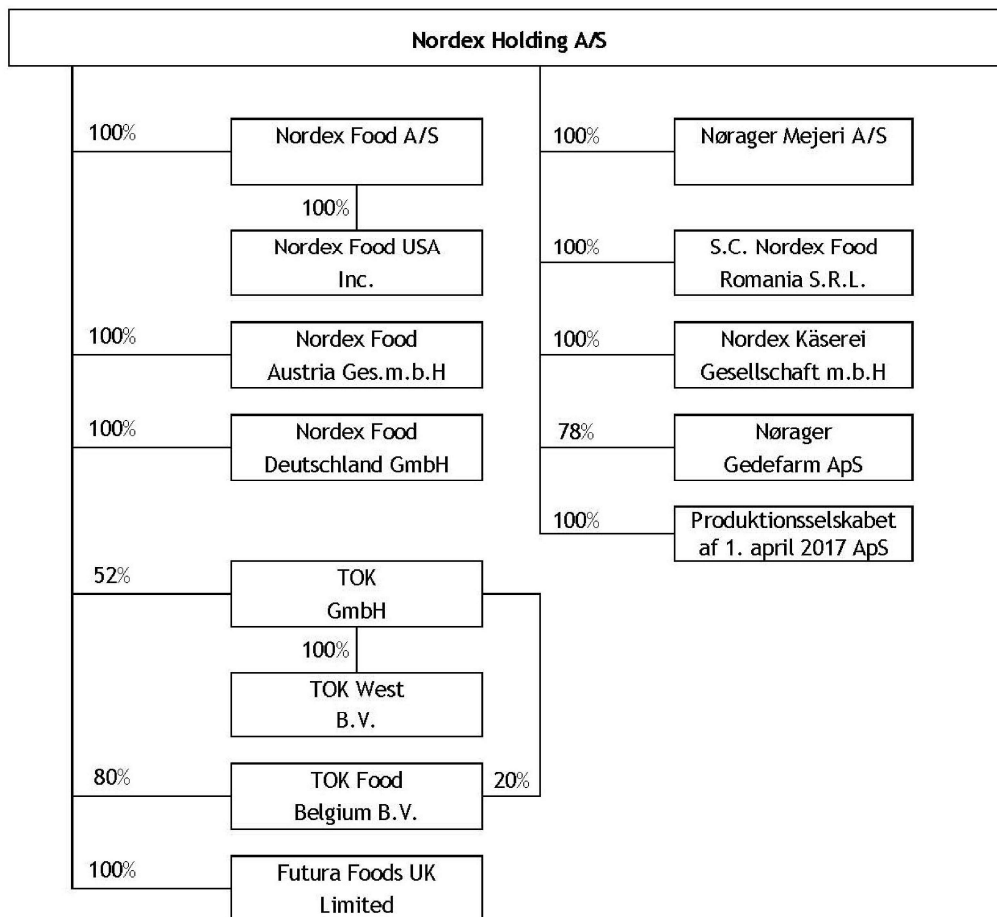 Nordex Holding A/S
100%
Nordex Food A/S
100%
Nordex Food USA
Inc.
100%
Nordex Food
Austria Ges.m.b.H
100%
Nordex Food
Deutschland GmbH
52%
TOK
GmbH
100%
TOK West
B.V.
80%
TOK Food
Belgium B.V.
20%
100%
Futura Foods UK
Limited
100%
Nørager Mejeri A/S
100%
S.C. Nordex Food
Romania S.R.L.
100%
Nordex Käserei
Gesellschaft m.b.H
78%
Nørager
Gedefarm ApS
100%
Produktionsselskabet
af 1. april 2017 ApS